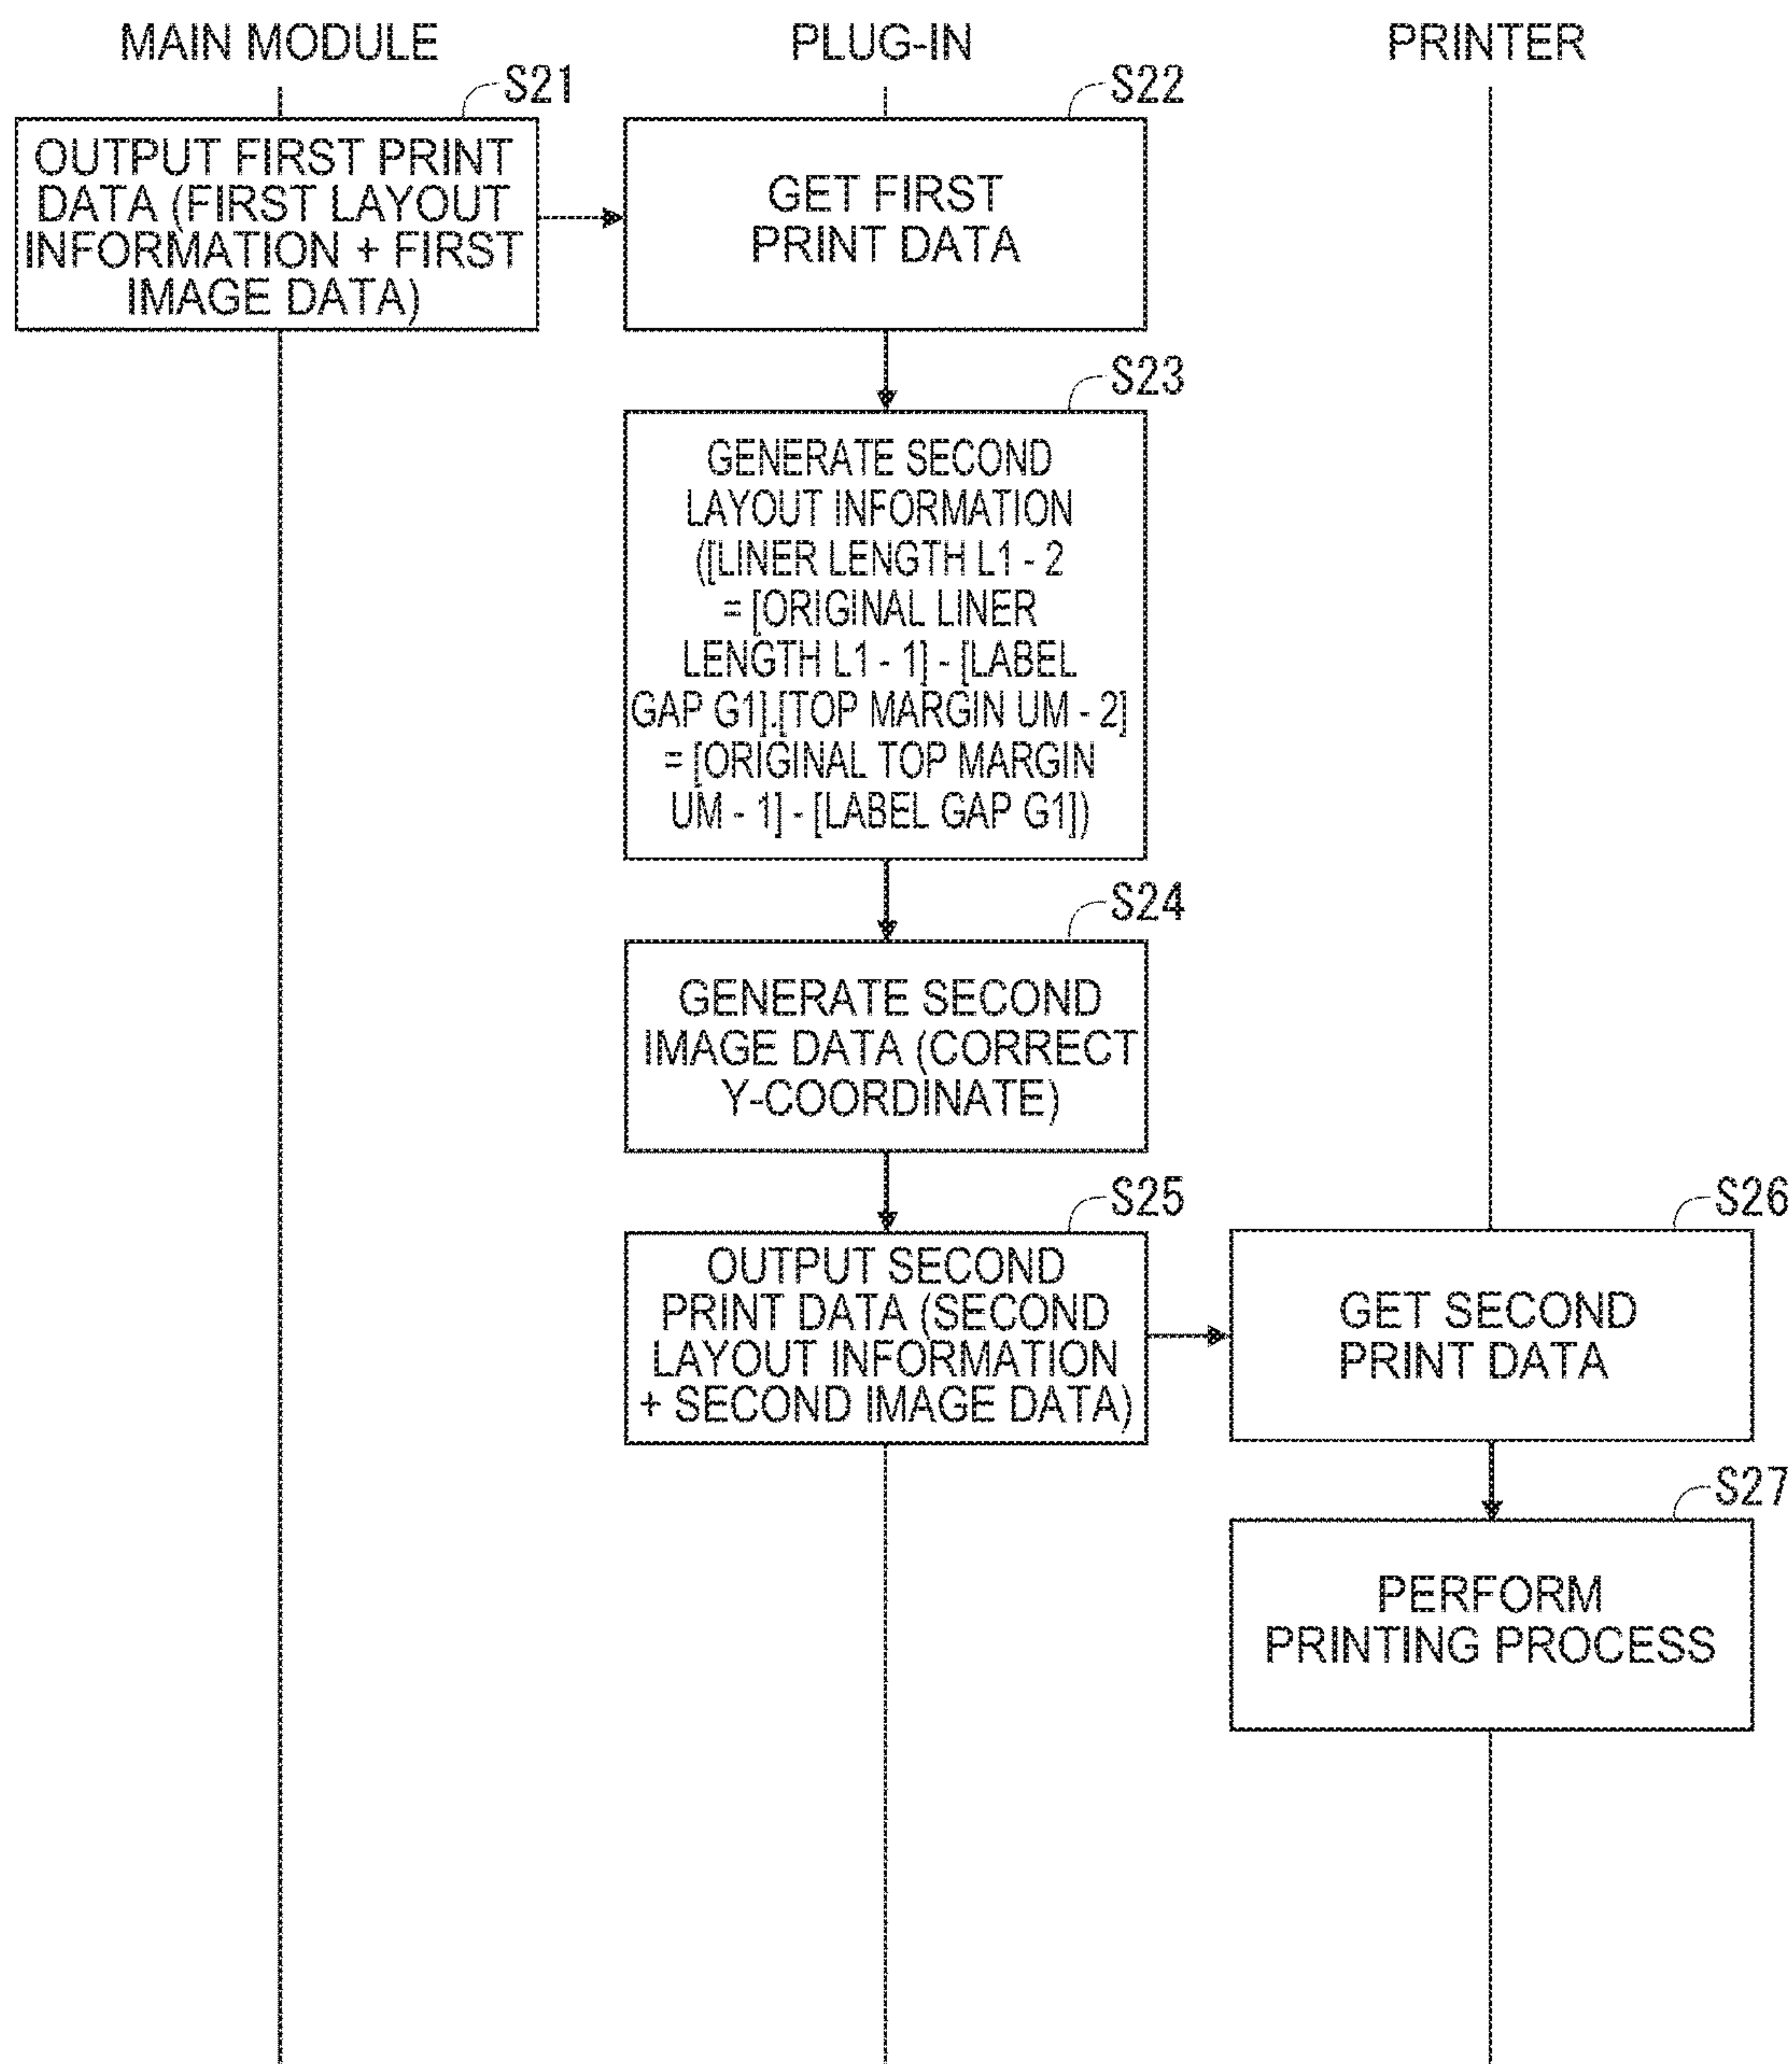 MAIN MODULE
PLUG-IN
PRINTER
S21
OUTPUT FIRST PRINT
DATA (FIRST LAYOUT
INFORMATION + FIRST
IMAGE DATA)
S22
GET FIRST
PRINT DATA
S23
GENERATE SECOND
LAYOUT INFORMATION
([LINER LENGTH L1 - 2
= [ORIGINAL LINER
LENGTH L1 - 1] - [LABEL
GAP G1].[TOP MARGIN UM - 2]
= [ORIGINAL TOP MARGIN
UM - 1] - [LABEL GAP G1])
S24
GENERATE SECOND
IMAGE DATA (CORRECT
Y-COORDINATE)
S25
OUTPUT SECOND
PRINT DATA (SECOND
LAYOUT INFORMATION
+ SECOND IMAGE DATA)
S26
GET SECOND
PRINT DATA
S27
PERFORM
PRINTING PROCESS